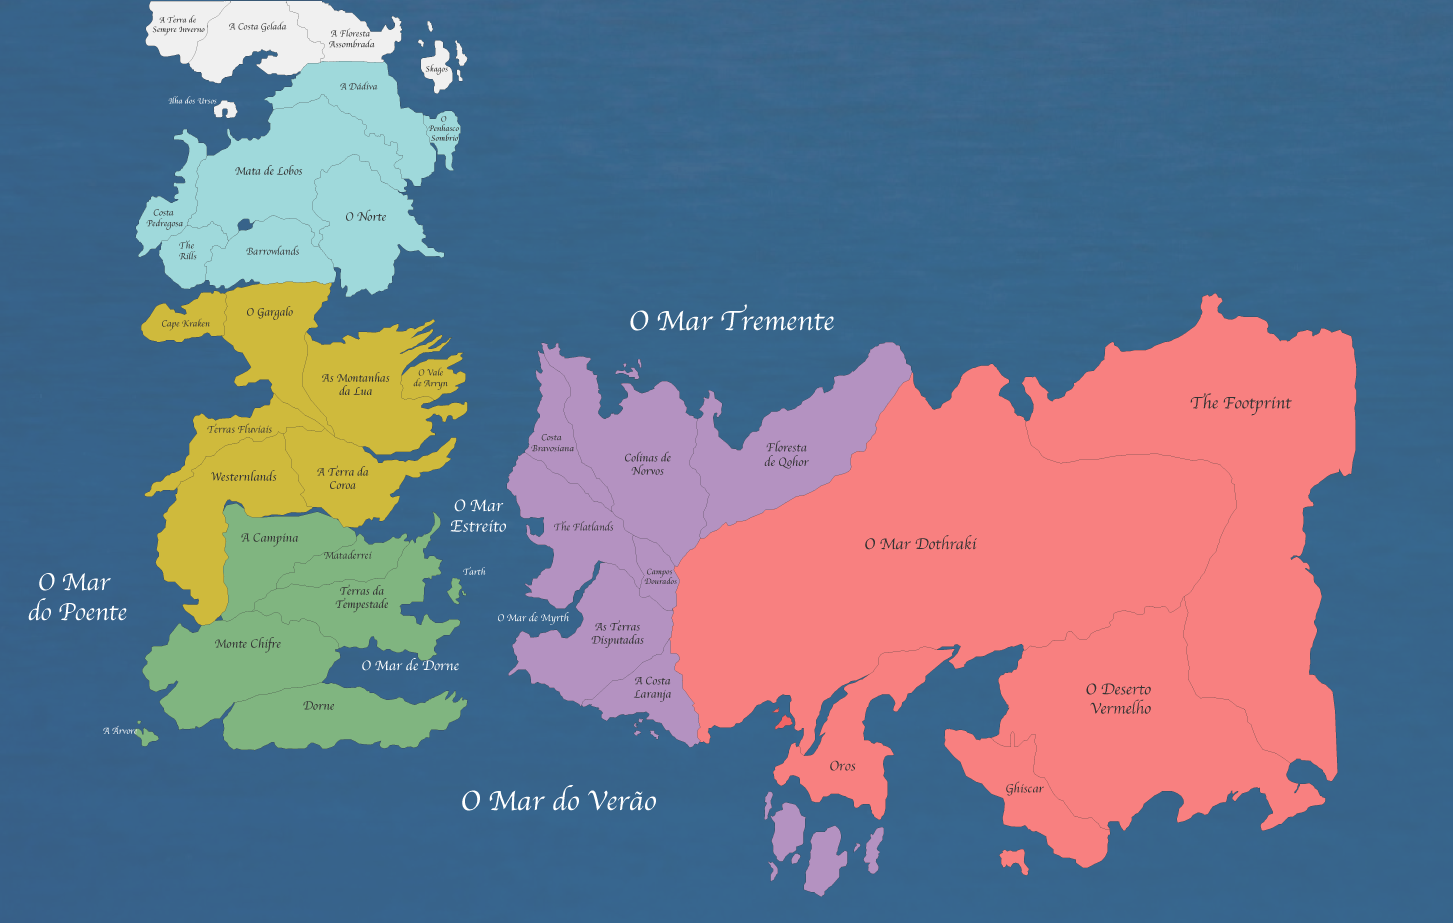 A Terra de
Sempre Inverno
A Costa Gelada
A Floresta
Assombrada
Skagos
A Dádiva
Ilha dos Ursos
O
Penhasco
Sombrio
Mata de Lobos
Costa
Pedregosa
O Norte
The
Rills
Barrowlands
Cape Kraken
O Gargalo
As Montanhas
da Lua
O Vale
de Arryn
Terras Fluviais
Westernlands
A Terra da
Coroa
O Mar
Estreito
A Campina
Mataderrei
Terras da
Tempestade
Tarth
O Mar
do Poente
Monte Chifre
O Mar de Dorne
Dorne
A Árvore
O Mar Tremente
Costa
Bravosiana
Colinas de
Norvos
Floresta
de Qohor
The Flatlands
Campos
Dourados
O Mar de Myrth
As Terras
Disputadas
A Costa
Laranja
O Mar do Verão
The Footprint
O Mar Dothraki
O Deserto
Vermelho
Oros
Ghiscar